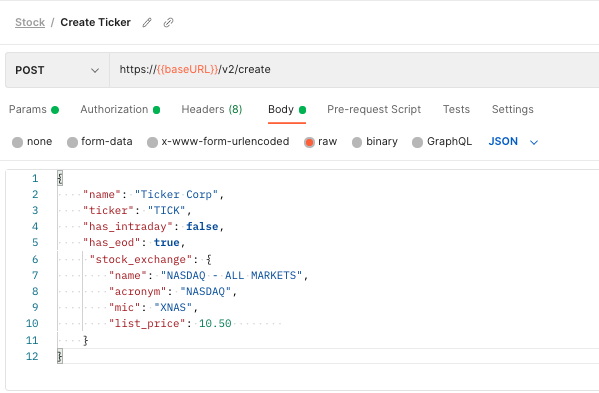 Stock / Create Ticker
POST https://{{baseURL}}/v2/create
Params Authorization Headers (8) Body Pre-request Script Tests Settings
none form-data x-www-form-urlencoded raw binary GraphQL JSON
1 {
2 "name": "Ticker Corp",
3 "ticker": "TICK",
4 "has_intraday": false,
5 "has_eod": true,
6 "stock_exchange": {
7 "name": "NASDAQ - ALL MARKETS",
8 "acronym": "NASDAQ",
9 "mic": "XNAS",
10 "list_price": 10.50
11 }
12 }